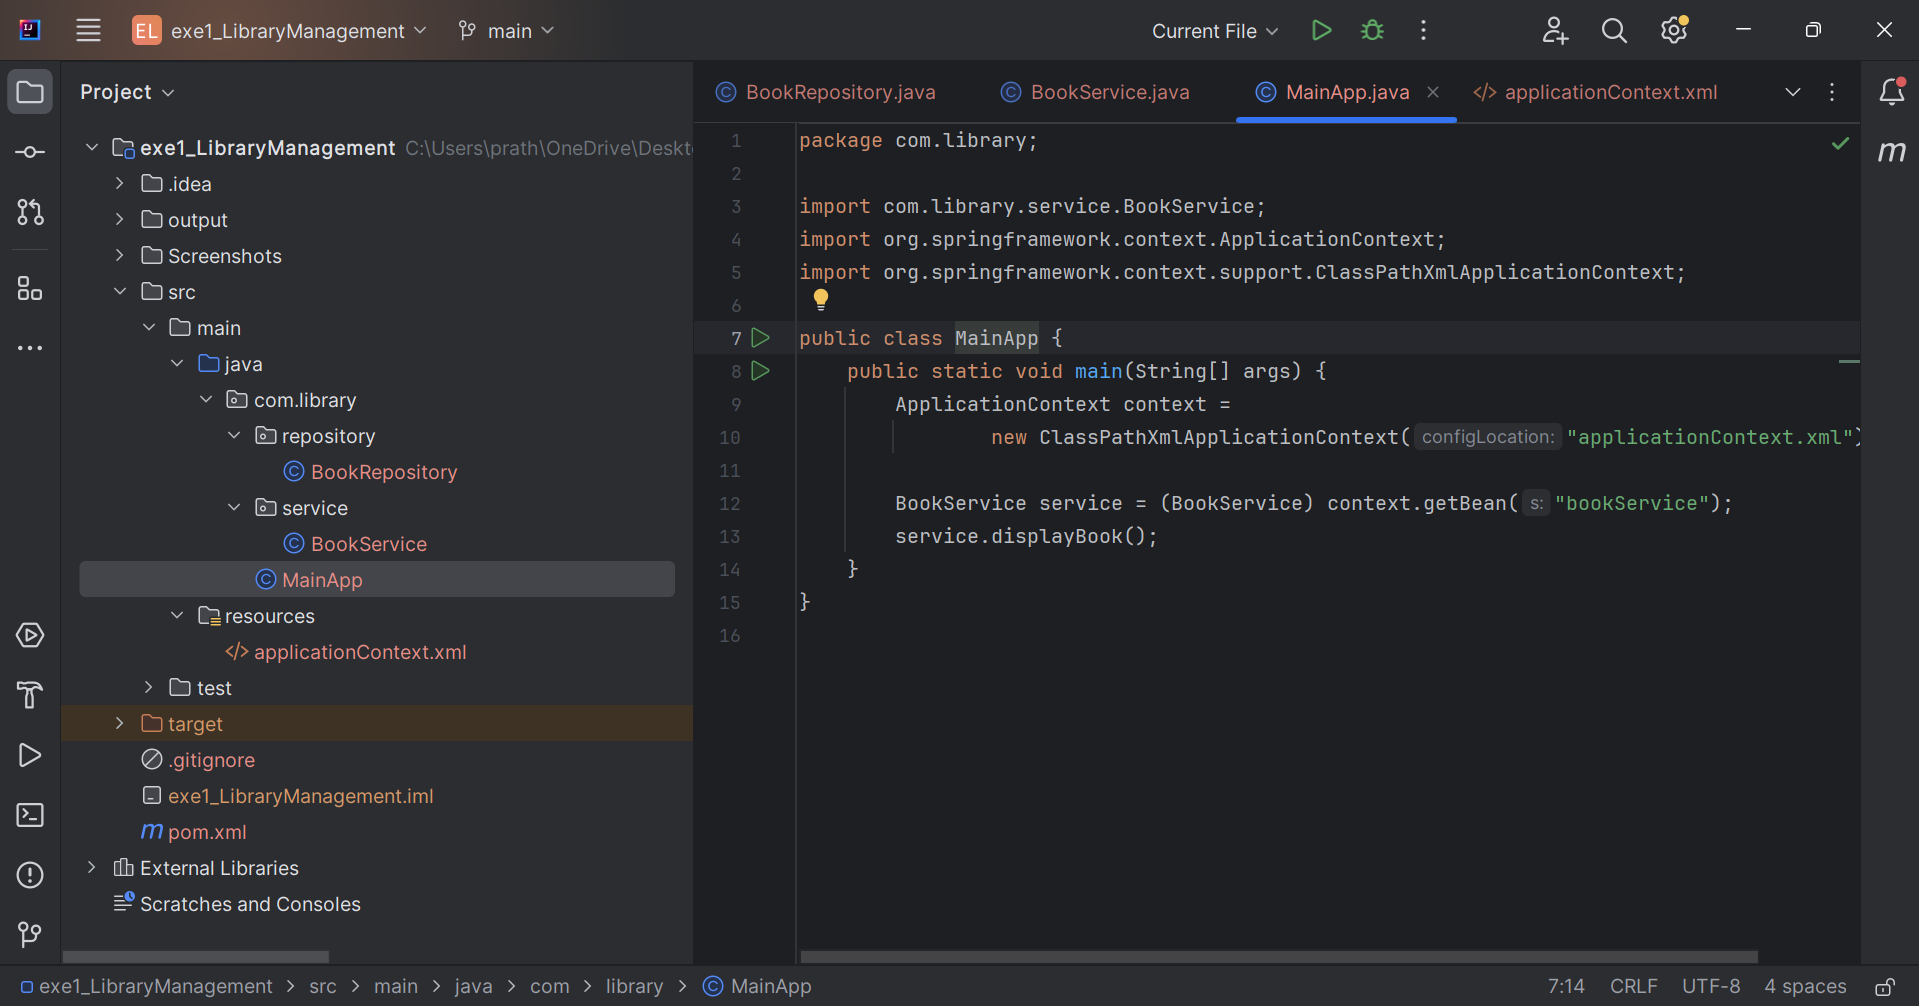 EL exe1_LibraryManagement main Current File
Project
BookRepository.java BookService.java MainApp.java applicationContext.xml
exe1_LibraryManagement C:\Users\prath\OneDrive\Deskt
.idea
output
Screenshots
src
main
java
com.library
repository
BookRepository
service
BookService
MainApp
resources
applicationContext.xml
test
target
.gitignore
exe1_LibraryManagement.iml
m pom.xml
External Libraries
Scratches and Consoles
1 package com.library;
2
3 import com.library.service.BookService;
4 import org.springframework.context.ApplicationContext;
5 import org.springframework.context.support.ClassPathXmlApplicationContext;
6
7 public class MainApp {
8 public static void main(String[] args) {
9 ApplicationContext context =
10 new ClassPathXmlApplicationContext( configLocation: "applicationContext.xml")
11
12 BookService service = (BookService) context.getBean( s: "bookService");
13 service.displayBook();
14 }
15 }
16
m
exe1_LibraryManagement > src > main > java > com > library > MainApp 7:14 CRLF UTF-8 4 spaces